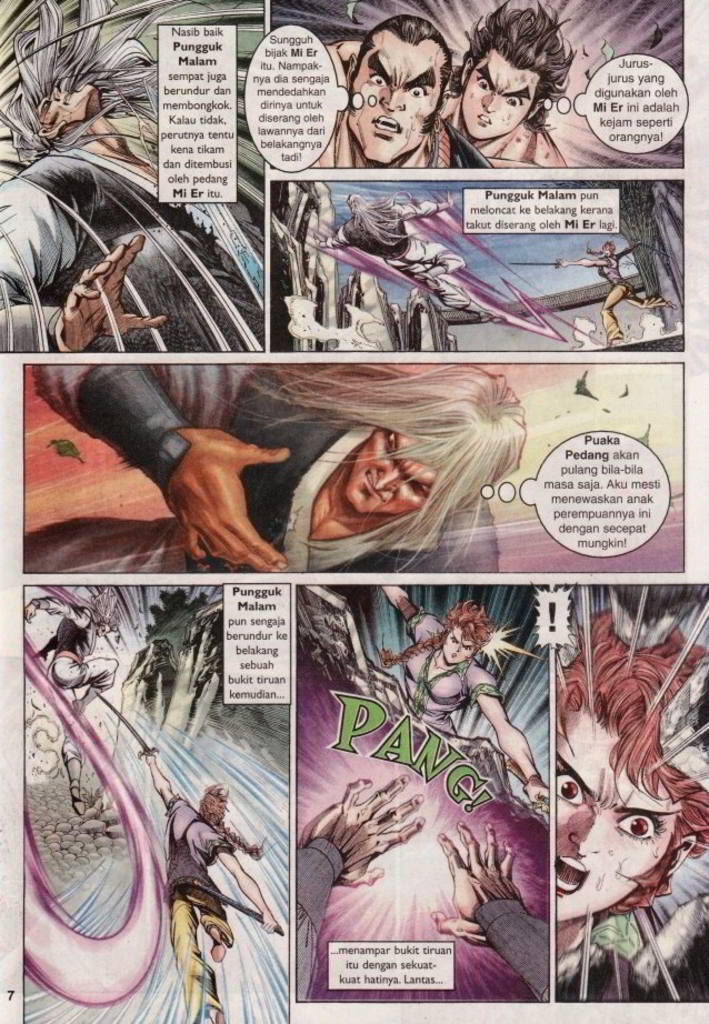 Nasib baik
Pungguk
Malam
sempat juga
berundur dan
membongkok.
Kalau tidak,
perutnya tentu
kena tikam
dan ditembusi
oleh pedang
Mi Er itu.
Sungguh
bijak Mi Er
itu. Nampak-
nya dia sengaja
mendedahkan
dirinya untuk
diserang oleh
lawannya dari
belakangnya
tadi!
Jurus-
jurus yang
digunakan oleh
Mi Er ini adalah
kejam seperti
orangnya!
Pungguk Malam pun
meloncat ke belakang kerana
takut diserang oleh Mi Er lagi.
Puaka
Pedang akan
pulang bila-bila
masa saja. Aku mesti
menewaskan anak
perempuannya ini
dengan secepat
mungkin!
Pungguk
Malam
pun sengaja
berundur ke
belakang
sebuah
bukit tiruan
kemudian...
PANG!
...menampar bukit tiruan
itu dengan sekuat-
kuat hatinya. Lantas...
!
7